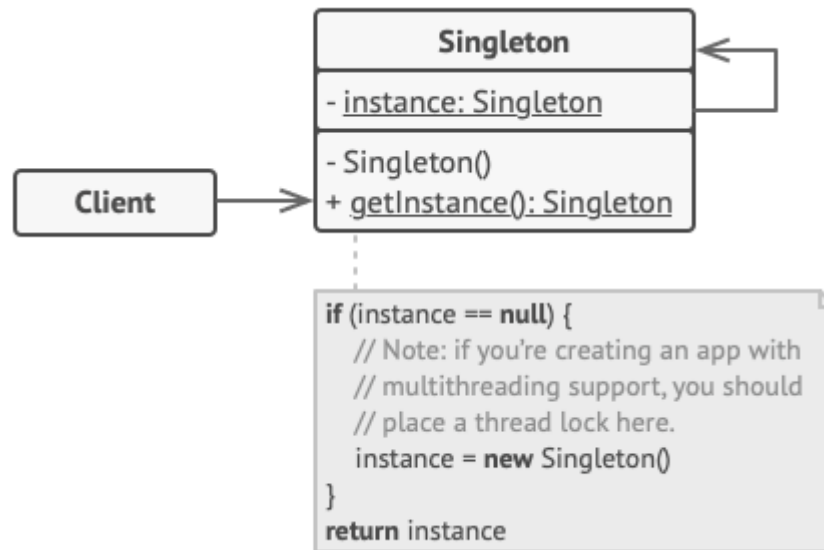 Singleton
- instance: Singleton
- Singleton()
+ getInstance(): Singleton
Client
if (instance == null) {
// Note: if you're creating an app with
// multithreading support, you should
// place a thread lock here.
instance = new Singleton()
}
return instance